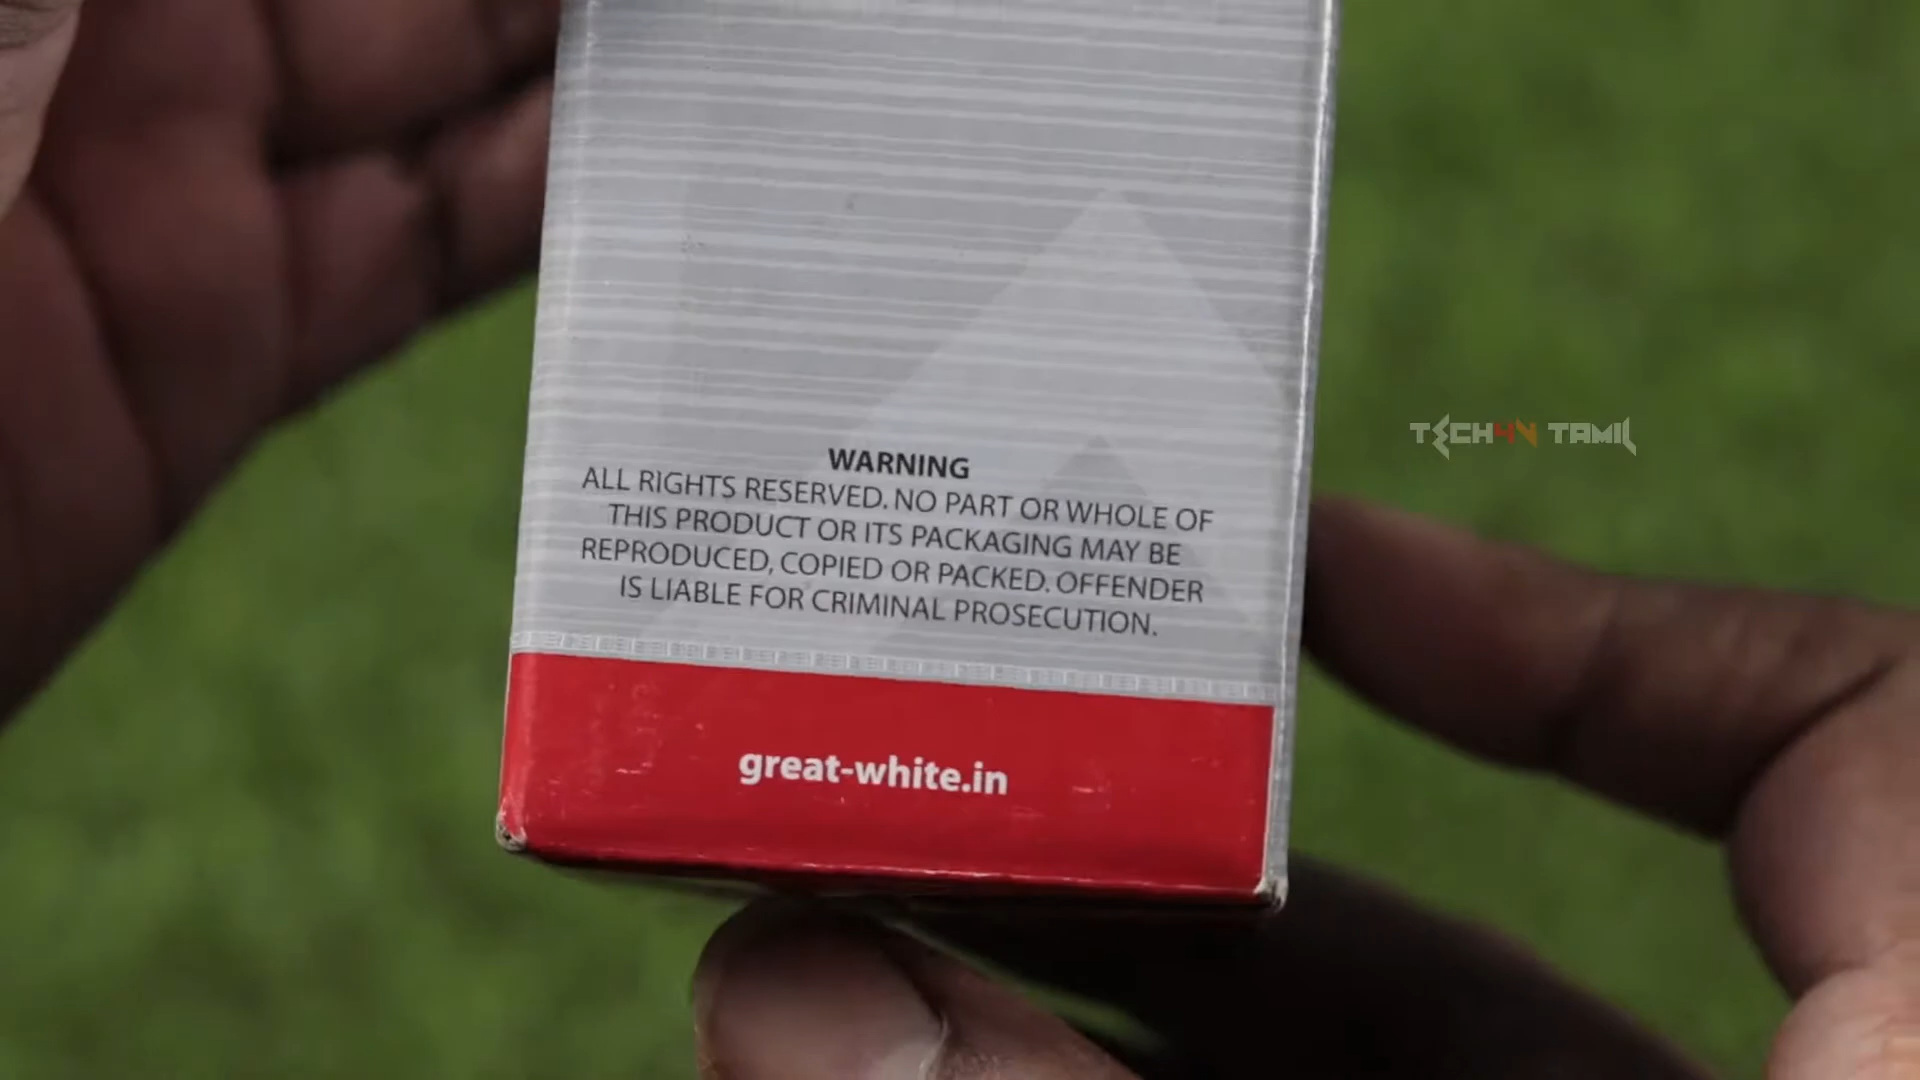 WARNING
ALL RIGHTS RESERVED. NO PART OR WHOLE OF
THIS PRODUCT OR ITS PACKAGING MAY BE
REPRODUCED, COPIED OR PACKED. OFFENDER
IS LIABLE FOR CRIMINAL PROSECUTION.
great-white.in
TECH4N TAMIL